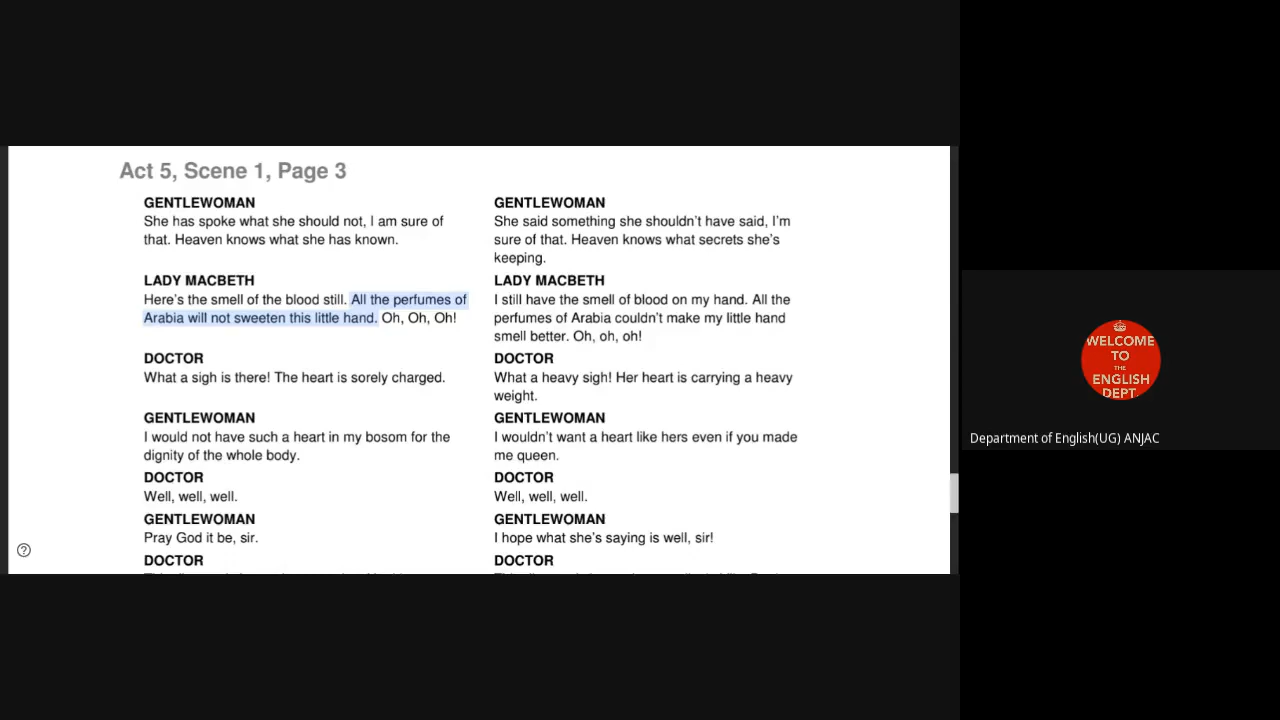 Act 5, Scene 1, Page 3
GENTLEWOMAN
She has spoke what she should not, I am sure of
that. Heaven knows what she has known.
LADY MACBETH
Here's the smell of the blood still. All the perfumes of
Arabia will not sweeten this little hand. Oh, Oh, Oh!
DOCTOR
What a sigh is there! The heart is sorely charged.
GENTLEWOMAN
I would not have such a heart in my bosom for the
dignity of the whole body.
DOCTOR
Well, well, well.
GENTLEWOMAN
Pray God it be, sir.
DOCTOR
GENTLEWOMAN
She said something she shouldn't have said, I'm
sure of that. Heaven knows what secrets she's
keeping.
LADY MACBETH
I still have the smell of blood on my hand. All the
perfumes of Arabia couldn't make my little hand
smell better. Oh, oh, oh!
DOCTOR
What a heavy sigh! Her heart is carrying a heavy
weight.
GENTLEWOMAN
I wouldn't want a heart like hers even if you made
me queen.
DOCTOR
Well, well, well.
GENTLEWOMAN
I hope what she's saying is well, sir!
DOCTOR
WELCOME
TO
THE
ENGLISH
DEPT.
Department of English(UG) ANJAC